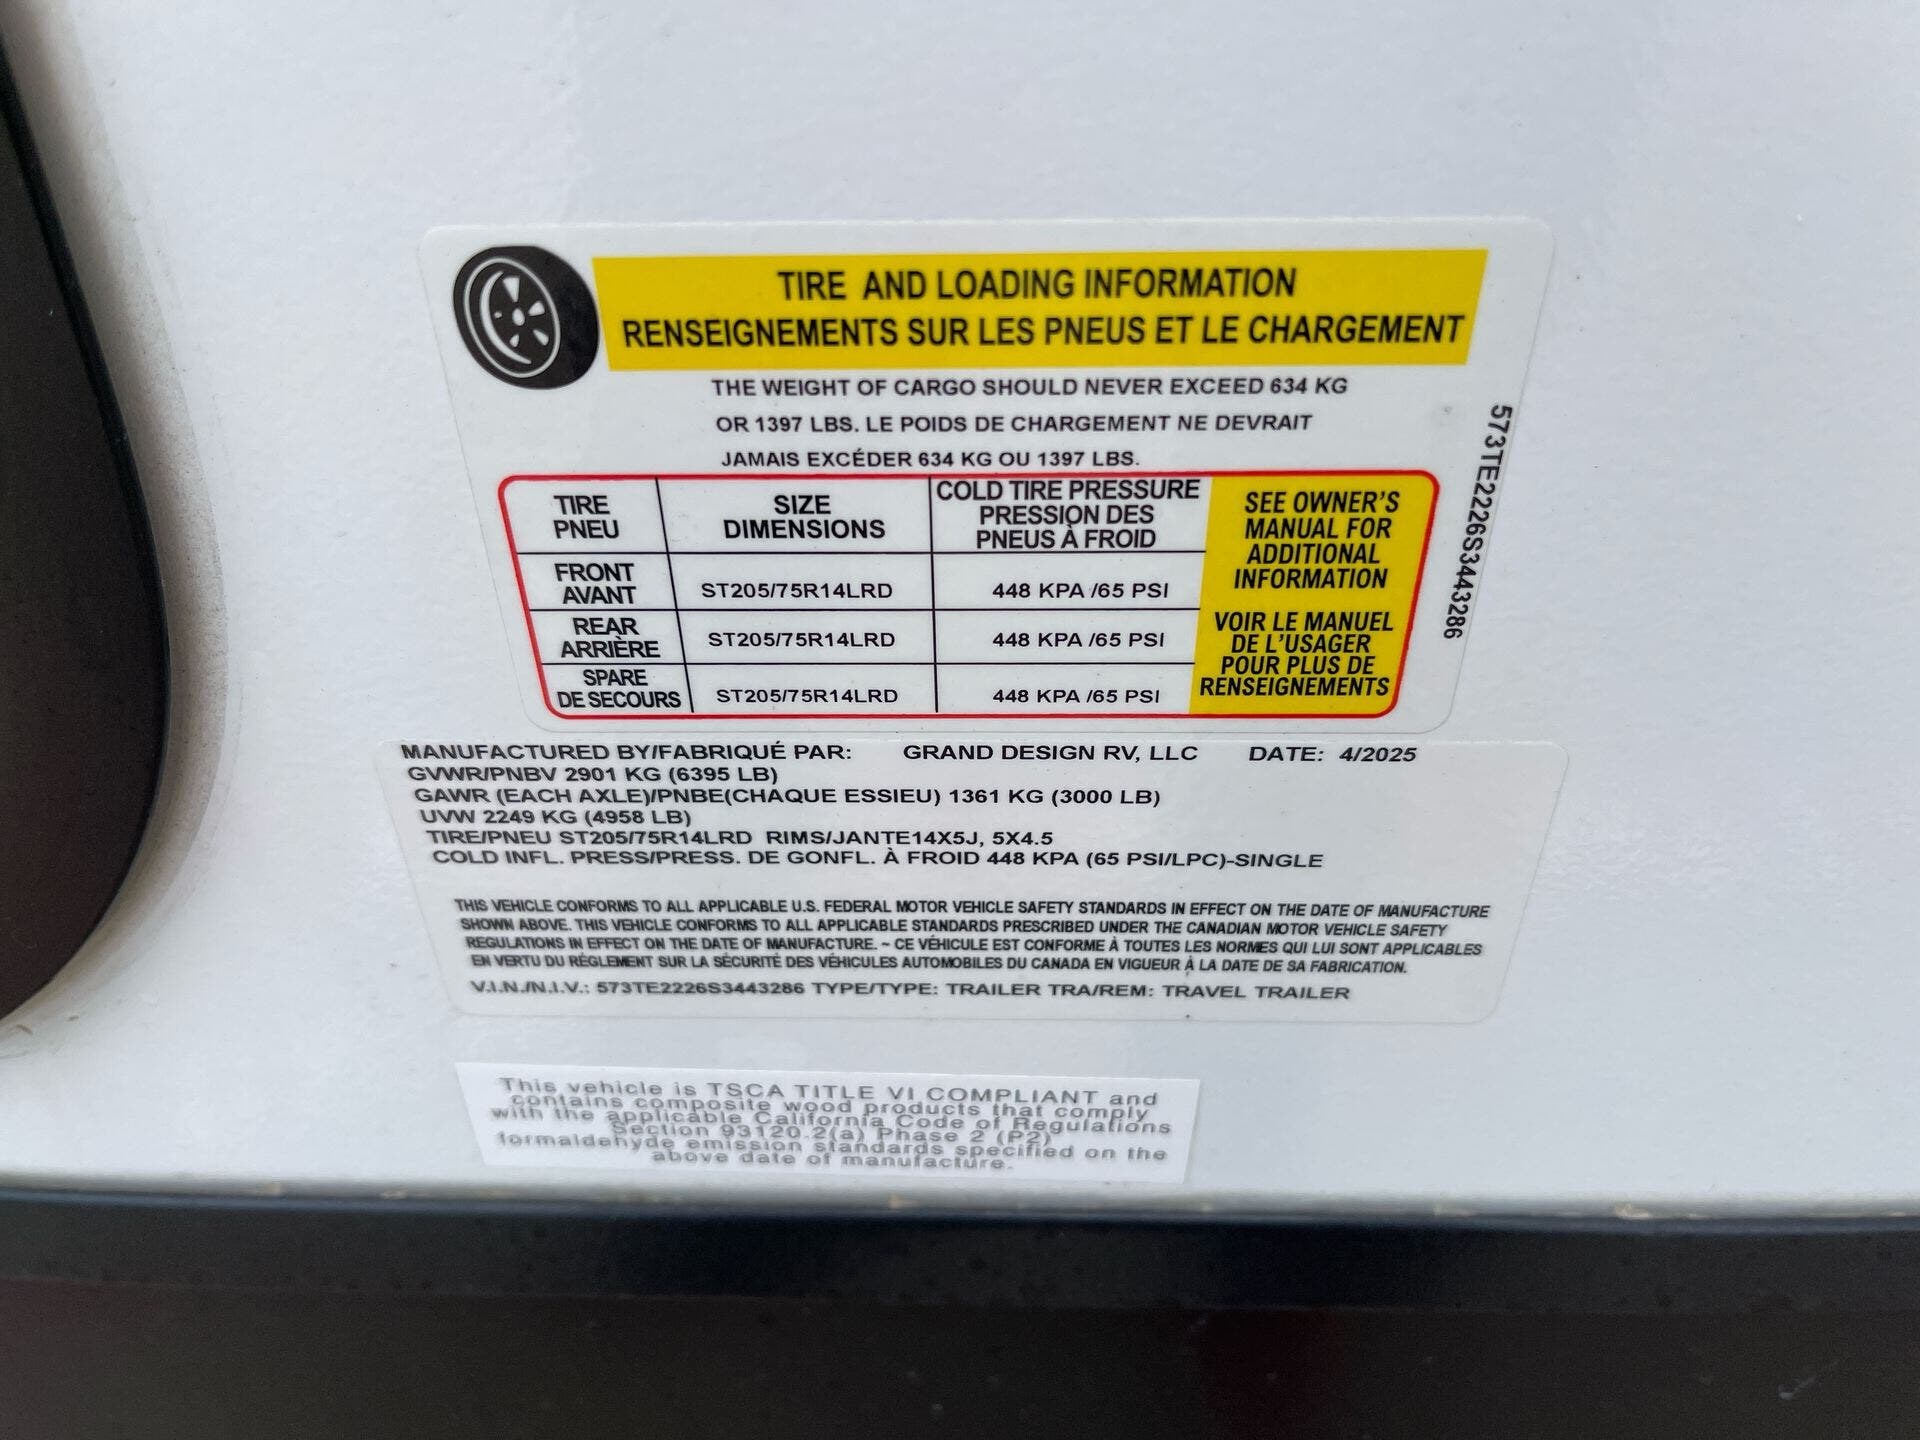 TIRE AND LOADING INFORMATION
RENSEIGNEMENTS SUR LES PNEUS ET LE CHARGEMENT
THE WEIGHT OF CARGO SHOULD NEVER EXCEED 634 KG
OR 1397 LBS. LE POIDS DE CHARGEMENT NE DEVRAIT
JAMAIS EXCÉDER 634 KG OU 1397 LBS.
TIRE
PNEU
SIZE
DIMENSIONS
COLD TIRE PRESSURE
PRESSION DES
PNEUS À FROID
FRONT
AVANT
ST205/75R14LRD
448 KPA /65 PSI
REAR
ARRIÈRE
ST205/75R14LRD
448 KPA /65 PSI
SPARE
DE SECOURS
ST205/75R14LRD
448 KPA /65 PSI
SEE OWNER'S
MANUAL FOR
ADDITIONAL
INFORMATION
VOIR LE MANUEL
DE L'USAGER
POUR PLUS DE
RENSEIGNEMENTS
573TE2226S3443286
MANUFACTURED BY/FABRIQUÉ PAR: GRAND DESIGN RV, LLC DATE: 4/2025
GVWR/PNBV 2901 KG (6395 LB)
GAWR (EACH AXLE)/PNBE(CHAQUE ESSIEU) 1361 KG (3000 LB)
UVW 2249 KG (4958 LB)
TIRE/PNEU ST205/75R14LRD RIMS/JANTE14X5J, 5X4.5
COLD INFL. PRESS/PRESS. DE GONFL. À FROID 448 KPA (65 PSI/LPC)-SINGLE
THIS VEHICLE CONFORMS TO ALL APPLICABLE U.S. FEDERAL MOTOR VEHICLE SAFETY STANDARDS IN EFFECT ON THE DATE OF MANUFACTURE
SHOWN ABOVE. THIS VEHICLE CONFORMS TO ALL APPLICABLE STANDARDS PRESCRIBED UNDER THE CANADIAN MOTOR VEHICLE SAFETY
REGULATIONS IN EFFECT ON THE DATE OF MANUFACTURE. ~ CE VÉHICULE EST CONFORME À TOUTES LES NORMES QUI LUI SONT APPLICABLES
EN VERTU DU RÉGLEMENT SUR LA SÉCURITÉ DES VÉHICULES AUTOMOBILES DU CANADA EN VIGUEUR À LA DATE DE SA FABRICATION.
V.I.N./N.I.V.: 573TE2226S3443286 TYPE/TYPE: TRAILER TRA/REM: TRAVEL TRAILER
This vehicle is TSCA TITLE VI COMPLIANT and
contains composite wood products that comply
with the applicable California Code of Regulations
Section 93120.2(a) Phase 2 (P2)
formaldehyde emission standards specified on the
above date of manufacture.